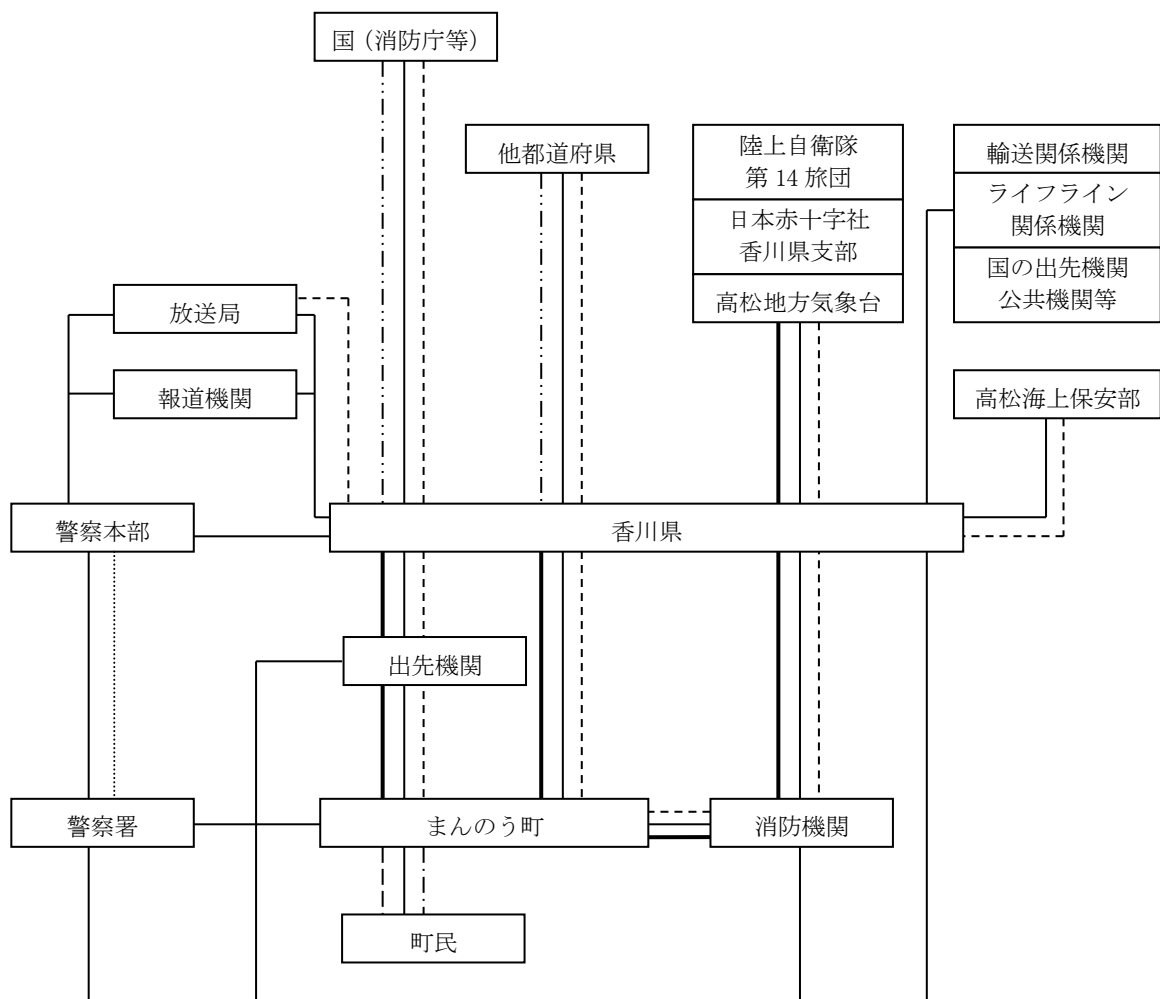 国（消防庁等）
他都道府県
陸上自衛隊
第 14 旅団
日本赤十字社
香川県支部
高松地方気象台
輸送関係機関
ライフライン
関係機関
国の出先機関
公共機関等
放送局
報道機関
高松海上保安部
警察本部
香川県
出先機関
警察署
まんのう町
消防機関
町民